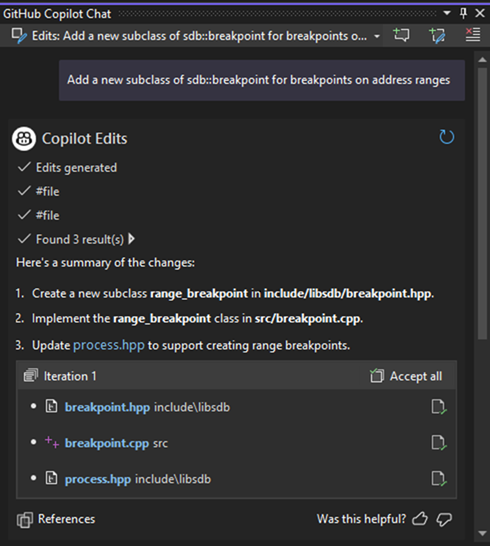 GitHub Copilot Chat
Edits: Add a new subclass of sdb::breakpoint for breakpoints o...
Add a new subclass of sdb::breakpoint for breakpoints on address ranges
Copilot Edits
Edits generated
#file
#file
Found 3 result(s)
Here's a summary of the changes:
1. Create a new subclass range_breakpoint in include/libsdb/breakpoint.hpp.
2. Implement the range_breakpoint class in src/breakpoint.cpp.
3. Update process.hpp to support creating range breakpoints.
Iteration 1 Accept all
• breakpoint.hpp include\libsdb
• breakpoint.cpp src
• process.hpp include\libsdb
References Was this helpful?